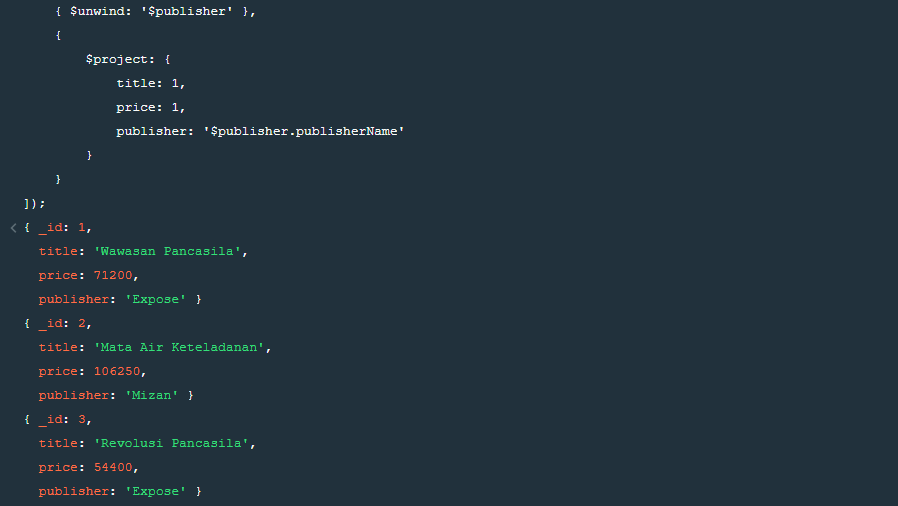 { $unwind: '$publisher' },
{
$project: {
title: 1,
price: 1,
publisher: '$publisher.publisherName'
}
}
]);
< { _id: 1,
title: 'Wawasan Pancasila',
price: 71200,
publisher: 'Expose' }
{ _id: 2,
title: 'Mata Air Keteladanan',
price: 106250,
publisher: 'Mizan' }
{ _id: 3,
title: 'Revolusi Pancasila',
price: 54400,
publisher: 'Expose' }